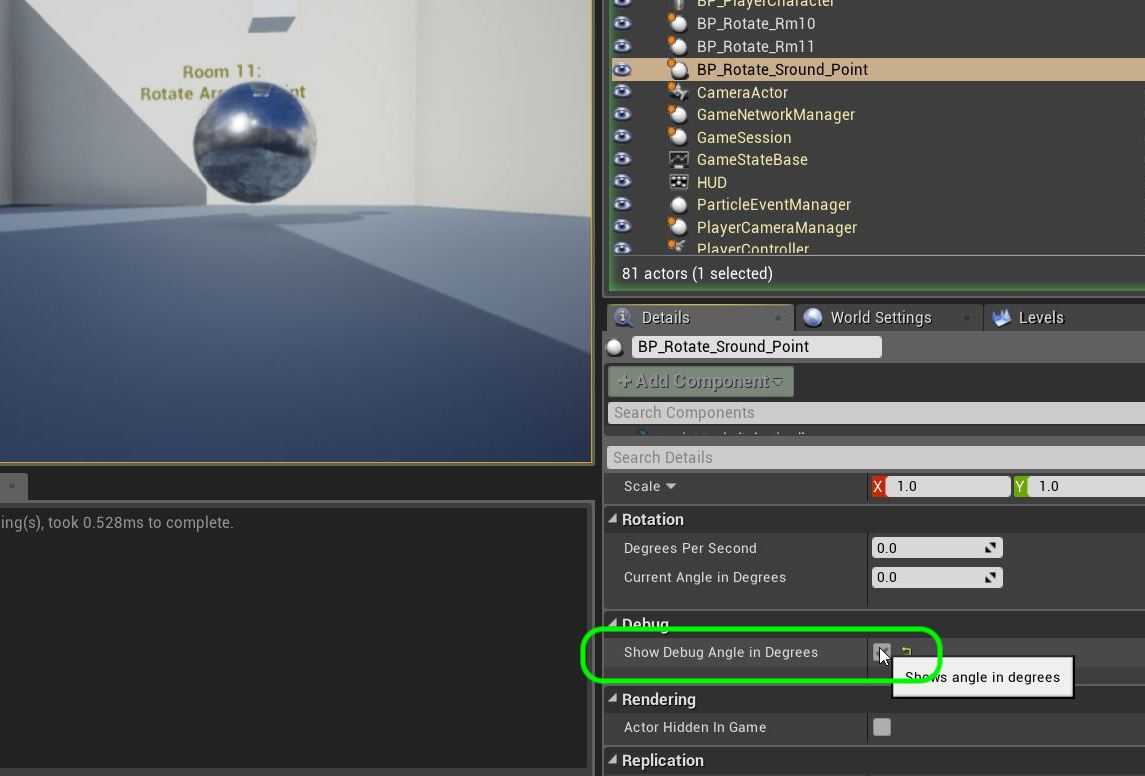 Room 11:
Rotate Aro nt
BP_PlayerCharacter
BP_Rotate_Rm10
BP_Rotate_Rm11
BP_Rotate_Sround_Point
CameraActor
GameNetworkManager
GameSession
GameStateBase
HUD
ParticleEventManager
PlayerCameraManager
PlayerController
81 actors (1 selected)
Details
World Settings
Levels
BP_Rotate_Sround_Point
+ Add Component
Search Components
Search Details
Scale
X 1.0 Y 1.0
Rotation
Degrees Per Second 0.0
Current Angle in Degrees 0.0
Debug
Show Debug Angle in Degrees
Shows angle in degrees
Rendering
Actor Hidden In Game
Replication
ing(s), took 0.528ms to complete.